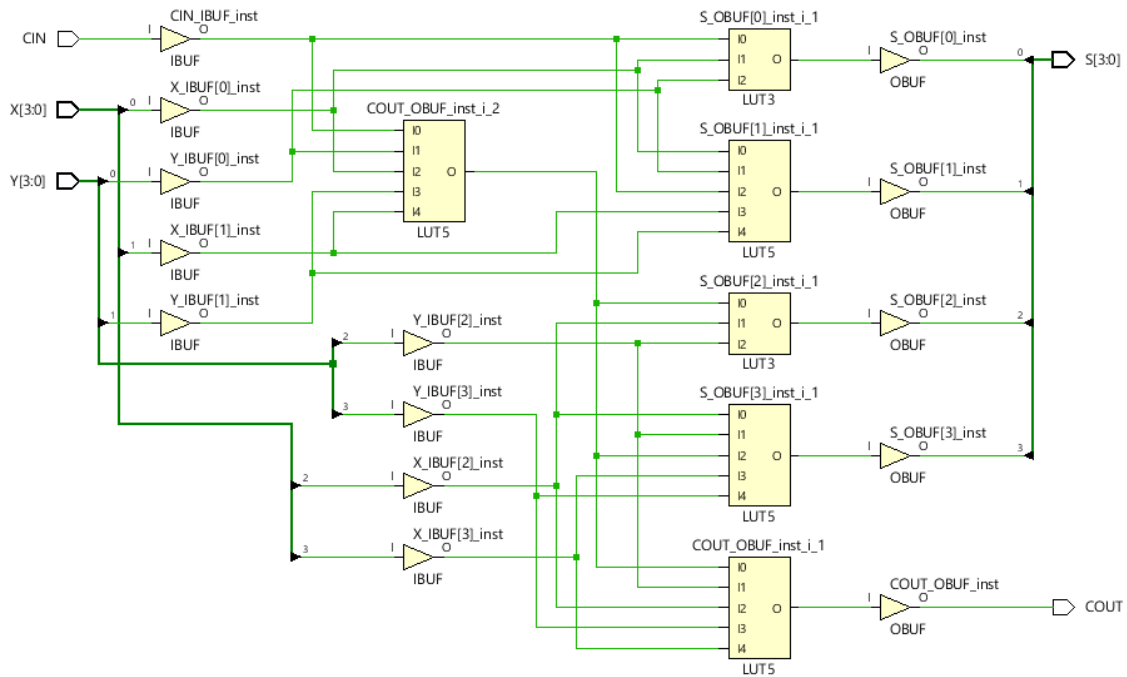 CIN
I
CIN_IBUF_inst
O
IBUF
X[3:0]
0
I
X_IBUF[0]_inst
O
IBUF
Y[3:0]
0
I
Y_IBUF[0]_inst
O
IBUF
1
I
X_IBUF[1]_inst
O
IBUF
1
I
Y_IBUF[1]_inst
O
IBUF
COUT_OBUF_inst_i_2
I0
I1
I2
I3
I4
O
LUT5
2
I
Y_IBUF[2]_inst
O
IBUF
3
I
Y_IBUF[3]_inst
O
IBUF
2
I
X_IBUF[2]_inst
O
IBUF
3
I
X_IBUF[3]_inst
O
IBUF
S_OBUF[0]_inst_i_1
I0
I1
I2
O
LUT3
S_OBUF[1]_inst_i_1
I0
I1
I2
I3
I4
O
LUT5
S_OBUF[2]_inst_i_1
I0
I1
I2
O
LUT3
S_OBUF[3]_inst_i_1
I0
I1
I2
I3
I4
O
LUT5
COUT_OBUF_inst_i_1
I0
I1
I2
I3
I4
O
LUT5
S_OBUF[0]_inst
I
O
OBUF
0
S[3:0]
S_OBUF[1]_inst
I
O
OBUF
1
S_OBUF[2]_inst
I
O
OBUF
2
S_OBUF[3]_inst
I
O
OBUF
3
COUT_OBUF_inst
I
O
OBUF
COUT